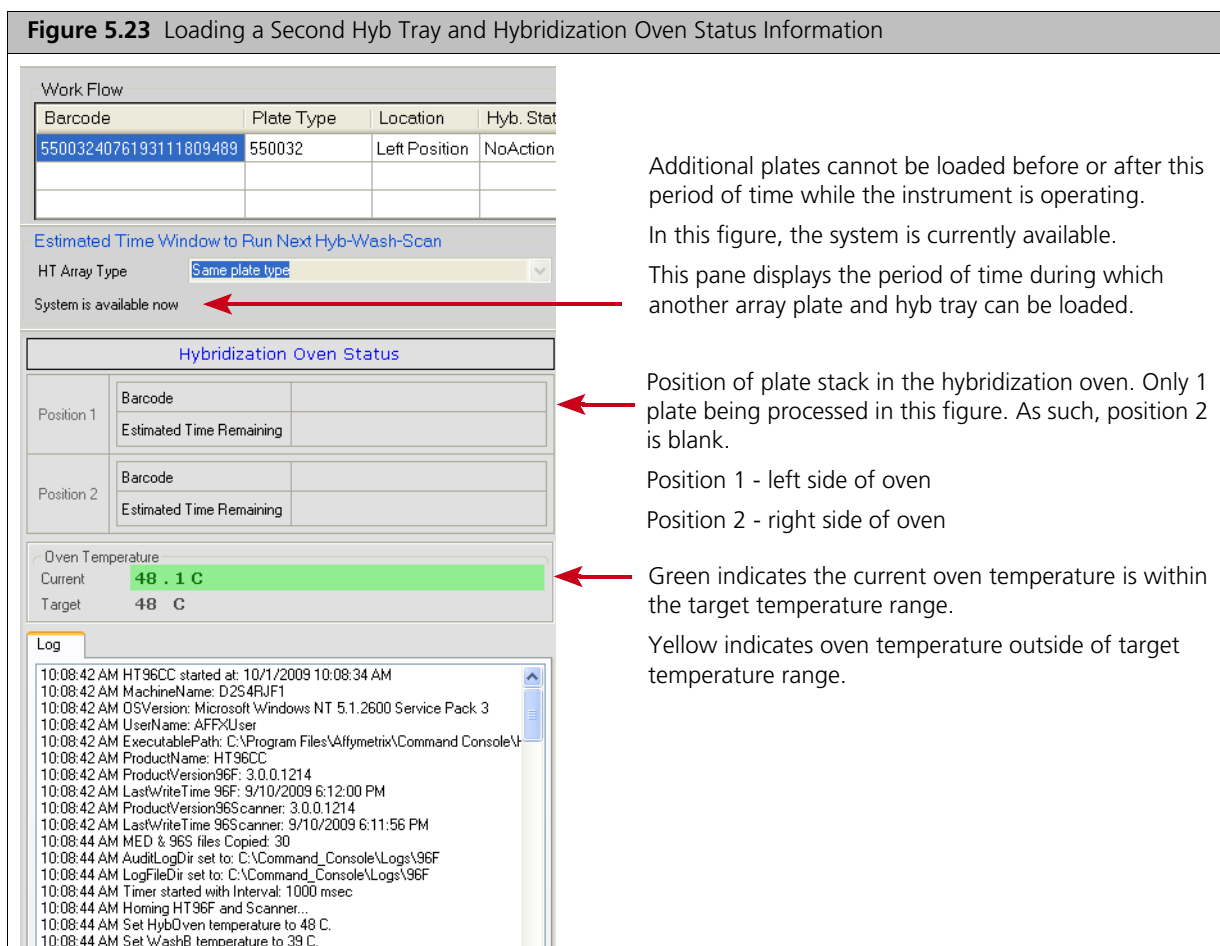 Figure 5.23 Loading a Second Hyb Tray and Hybridization Oven Status Information
Work Flow
Barcode Plate Type Location Hyb. Stat
5500324076193111809489 550032 Left Position NoAction
Estimated Time Window to Run Next Hyb-Wash-Scan
HT Array Type Same plate type
System is available now
Additional plates cannot be loaded before or after this
period of time while the instrument is operating.
In this figure, the system is currently available.
This pane displays the period of time during which
another array plate and hyb tray can be loaded.
Hybridization Oven Status
Position 1
Barcode
Estimated Time Remaining
Position 2
Barcode
Estimated Time Remaining
Position of plate stack in the hybridization oven. Only 1
plate being processed in this figure. As such, position 2
is blank.
Position 1 - left side of oven
Position 2 - right side of oven
Oven Temperature
Current 48.1 C
Target 48 C
Green indicates the current oven temperature is within
the target temperature range.
Yellow indicates oven temperature outside of target
temperature range.
Log
10:08:42 AM HT96CC started at: 10/1/2009 10:08:34 AM
10:08:42 AM MachineName: D2S4RJF1
10:08:42 AM OSVersion: Microsoft Windows NT 5.1.2600 Service Pack 3
10:08:42 AM UserName: AFFXUser
10:08:42 AM ExecutablePath: C:\Program Files\Affymetrix\Command Console\H
10:08:42 AM ProductName: HT96CC
10:08:42 AM ProductVersion96F: 3.0.0.1214
10:08:42 AM LastWriteTime 96F: 9/10/2009 6:12:00 PM
10:08:42 AM ProductVersion96Scanner: 3.0.0.1214
10:08:42 AM LastWriteTime 96Scanner: 9/10/2009 6:11:56 PM
10:08:44 AM MED & 96S files Copied: 30
10:08:44 AM AuditLogDir set to: C:\Command_Console\Logs\96F
10:08:44 AM LogFileDir set to: C:\Command_Console\Logs\96F
10:08:44 AM Timer started with Interval: 1000 msec
10:08:44 AM Homing HT96F and Scanner...
10:08:44 AM Set HybOven temperature to 48 C.
10:08:44 AM Set WashB temperature to 39 C.